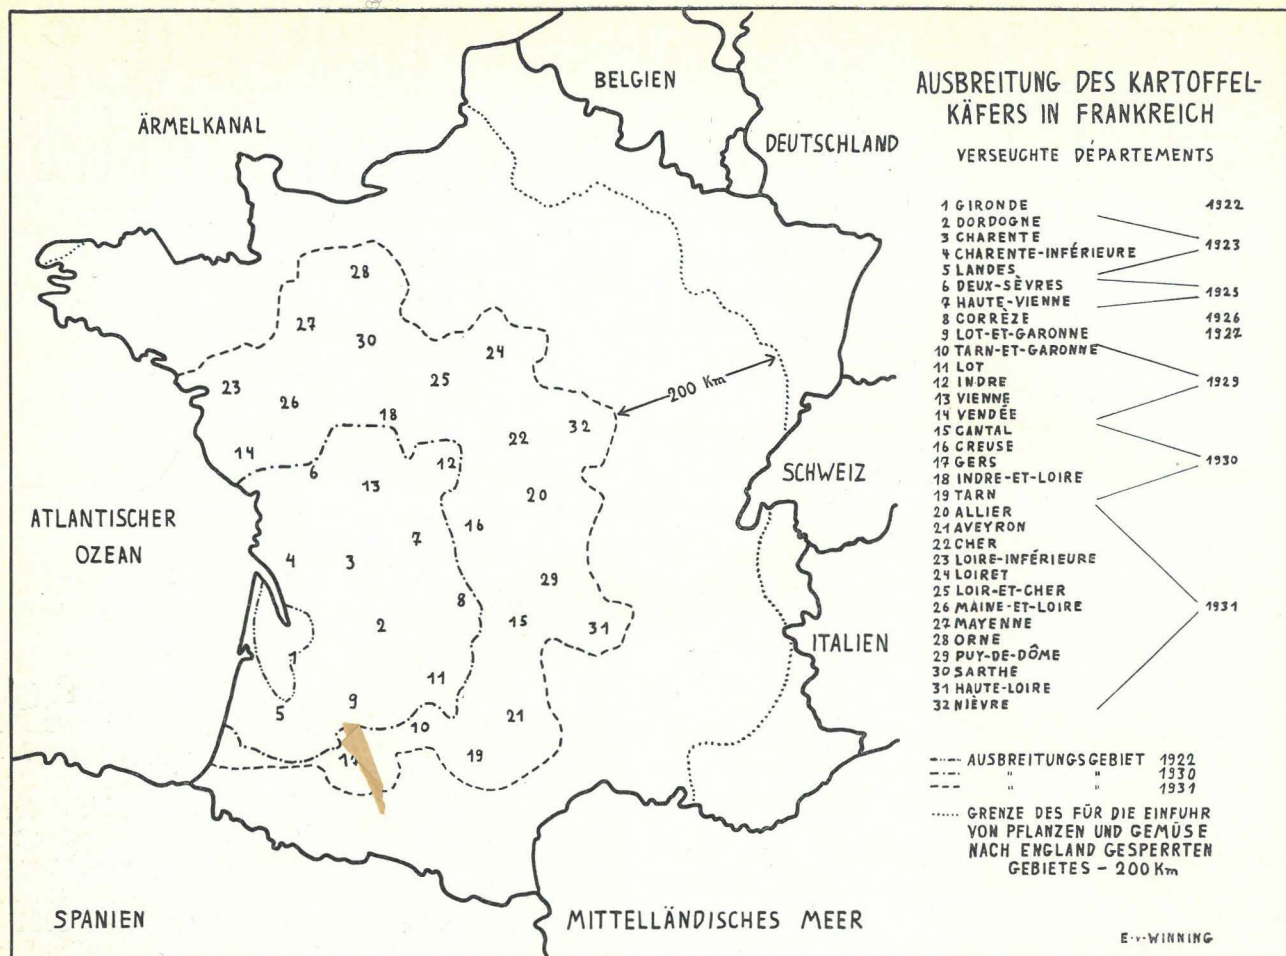 AUSBREITUNG DES KARTOFFEL-
KÄFERS IN FRANKREICH
VERSEUCHTE DÉPARTEMENTS
1 GIRONDE 1922
2 DORDOGNE
3 CHARENTE
4 CHARENTE-INFÉRIEURE 1923
5 LANDES
6 DEUX-SÈVRES
7 HAUTE-VIENNE 1925
8 CORRÈZE 1926
9 LOT-ET-GARONNE 1927
10 TARN-ET-GARONNE
11 LOT
12 INDRE 1929
13 VIENNE
14 VENDÉE
15 CANTAL
16 CREUSE
17 GERS 1930
18 INDRE-ET-LOIRE
19 TARN
20 ALLIER
21 AVEYRON
22 CHER
23 LOIRE-INFÉRIEURE
24 LOIRET
25 LOIR-ET-CHER
26 MAINE-ET-LOIRE 1931
27 MAYENNE
28 ORNE
29 PUY-DE-DÔME
30 SARTHE
31 HAUTE-LOIRE
32 NIÈVRE
AUSBREITUNGSGEBIET 1922
" " 1930
" " 1931
GRENZE DES FÜR DIE EINFUHR
VON PFLANZEN UND GEMÜSE
NACH ENGLAND GESPERRTEN
GEBIETES – 200 Km
E.v.WINNING
BELGIEN
ÄRMELKANAL
DEUTSCHLAND
28
27
30
24
200 Km
25
23
26
18
32
22
14
12
6
13
SCHWEIZ
20
ATLANTISCHER
OZEAN
16
7
4
3
29
8
2
15
31
ITALIEN
1
11
9
5
21
10
19
17
SPANIEN
MITTELLÄNDISCHES MEER